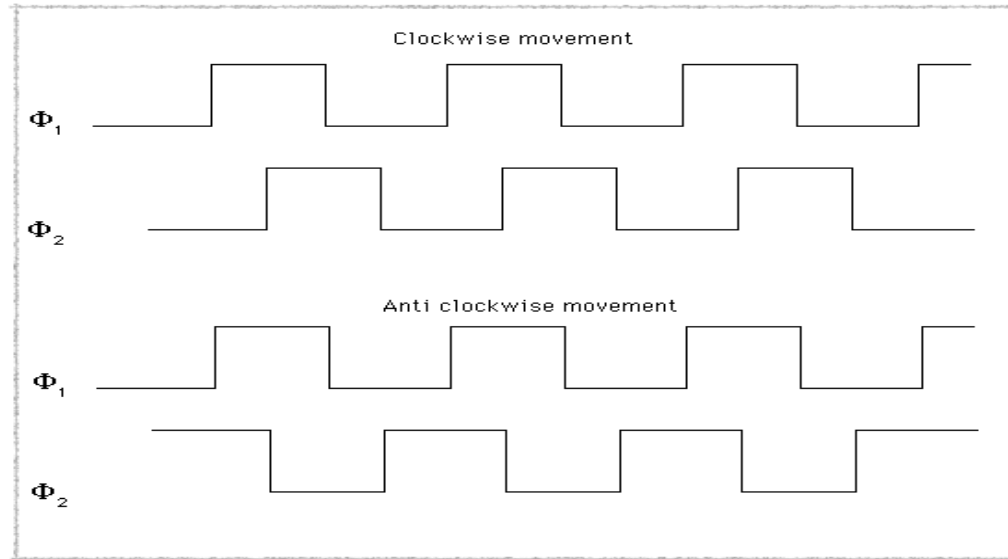 Clockwise movement
Φ1
Φ2
Anti clockwise movement
Φ1
Φ2